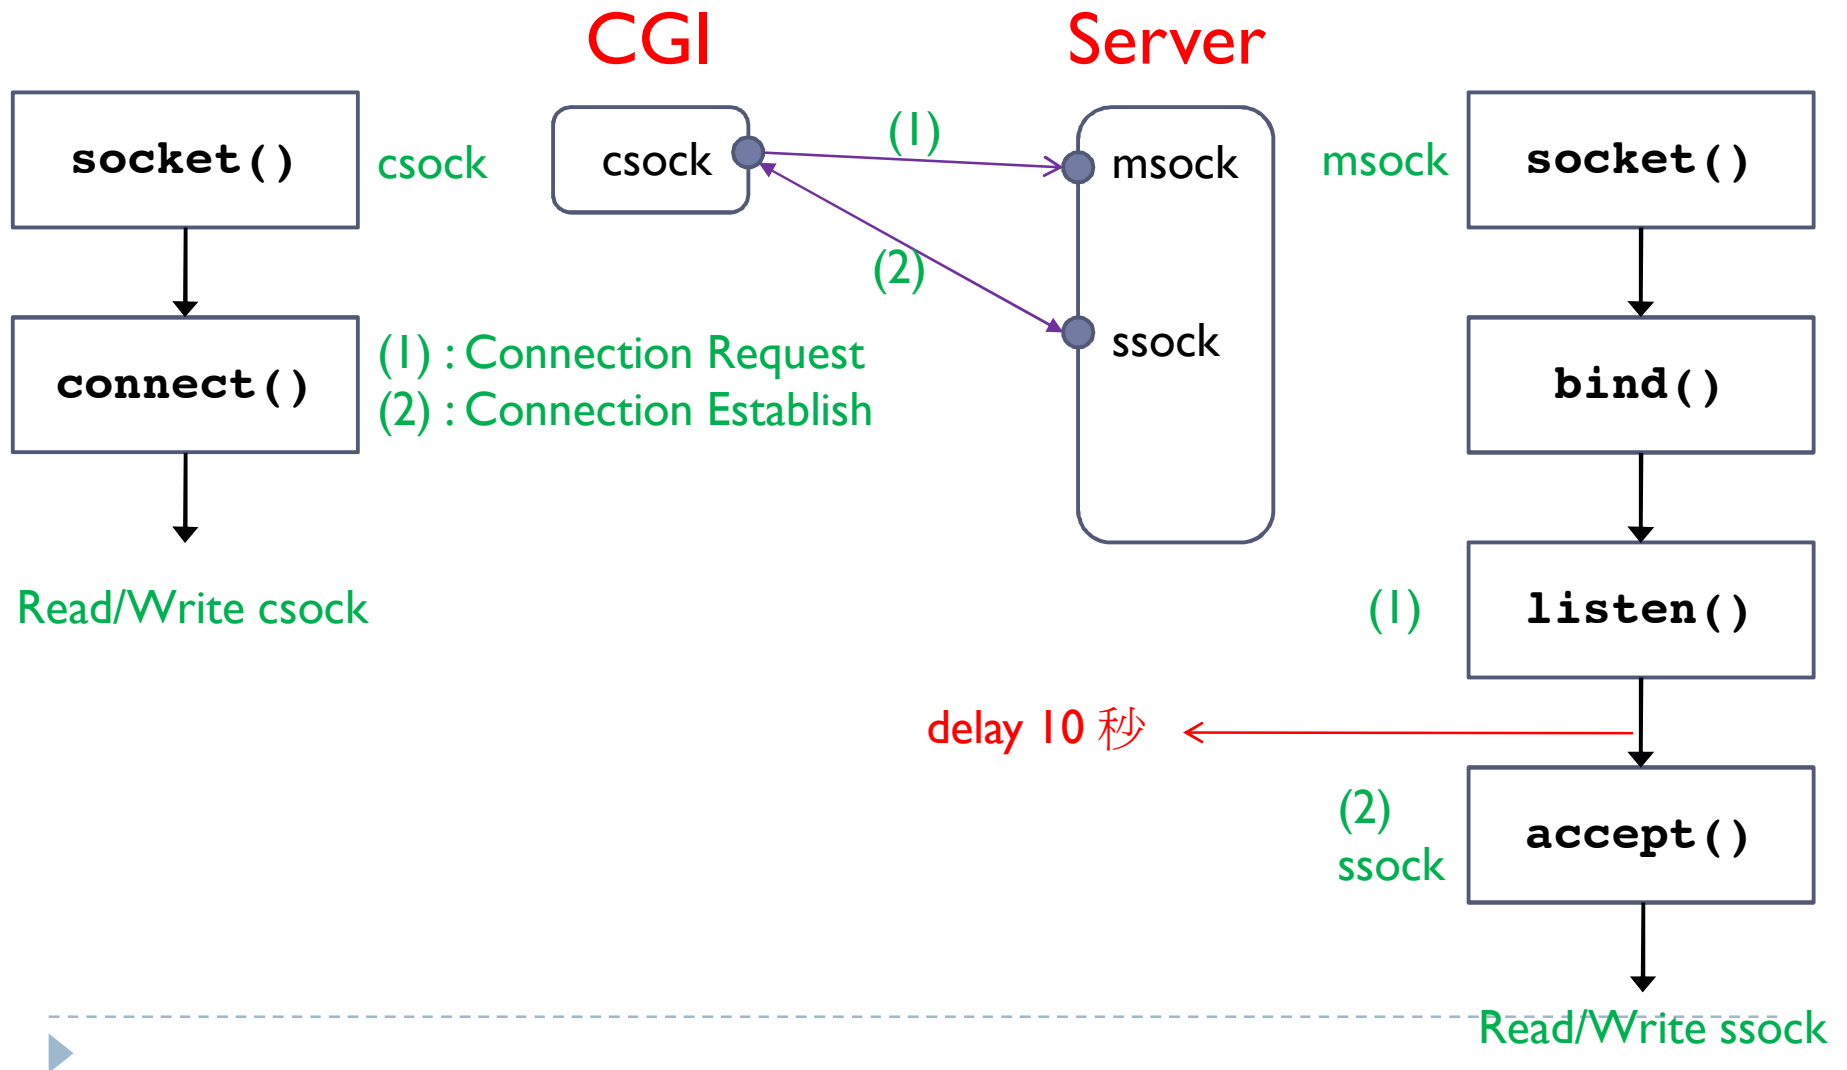 CGI
Server
socket()
csock
csock
(1)
msock
msock
socket()
(2)
connect()
(1) : Connection Request
(2) : Connection Establish
ssock
bind()
Read/Write csock
(1)
listen()
delay 10 秒
(2)
ssock
accept()
Read/Write ssock